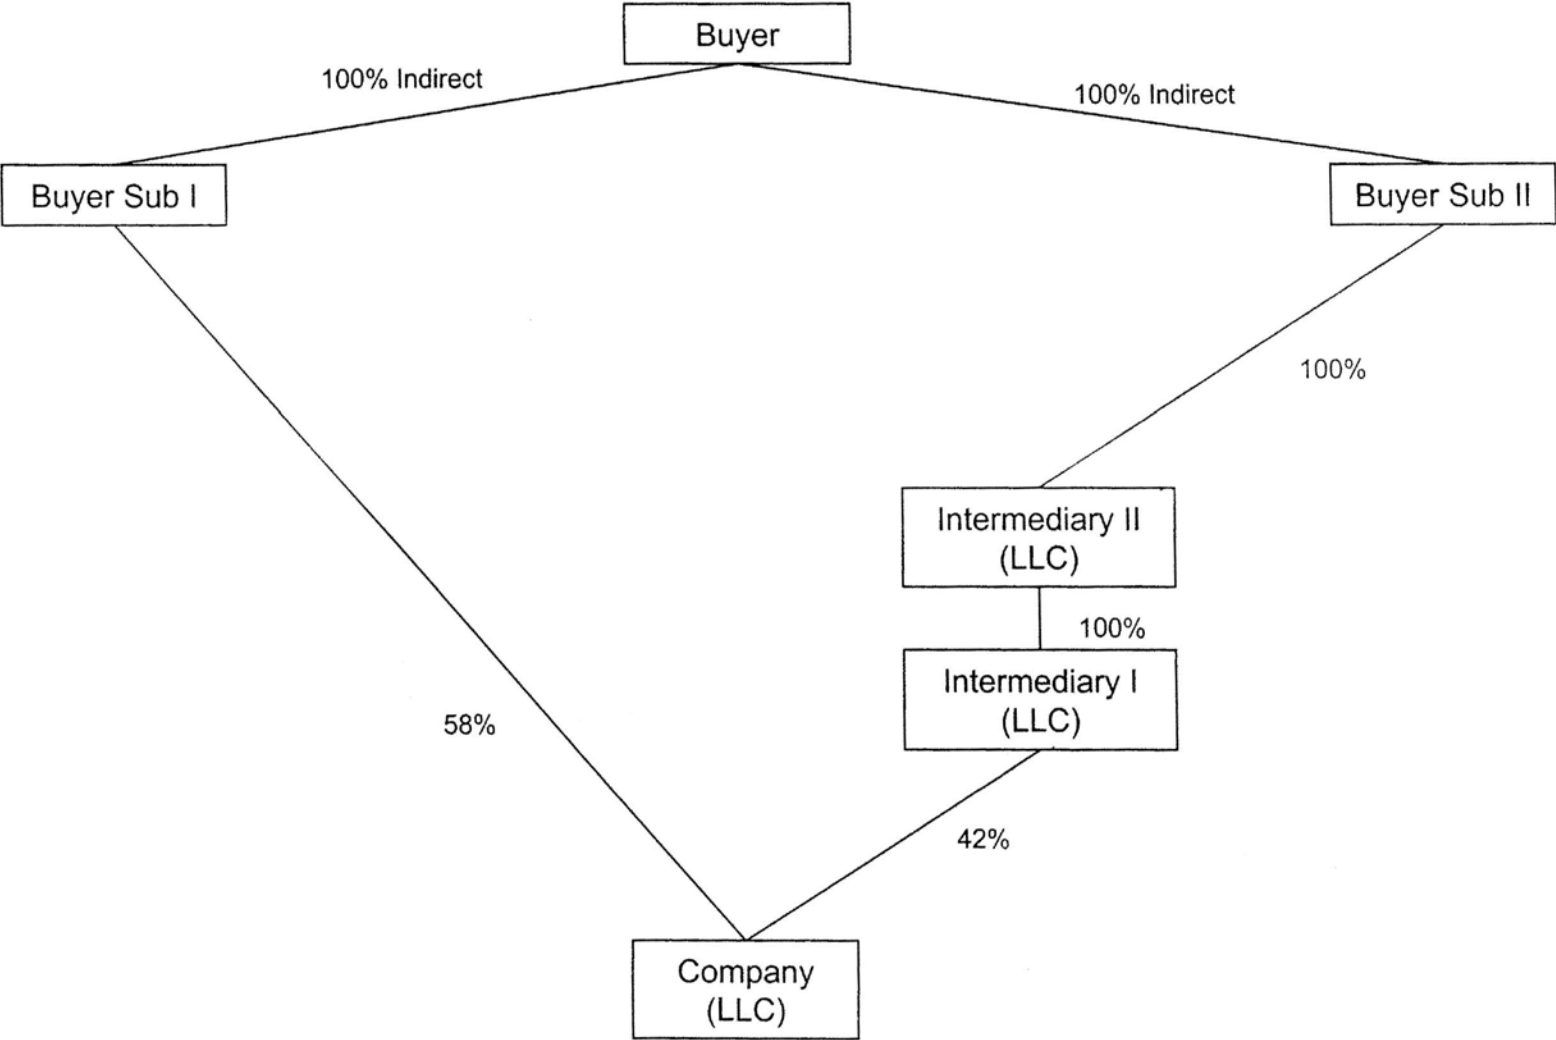 Buyer
100% Indirect
100% Indirect
Buyer Sub I
Buyer Sub II
100%
Intermediary II
(LLC)
100%
Intermediary I
(LLC)
58%
42%
Company
(LLC)